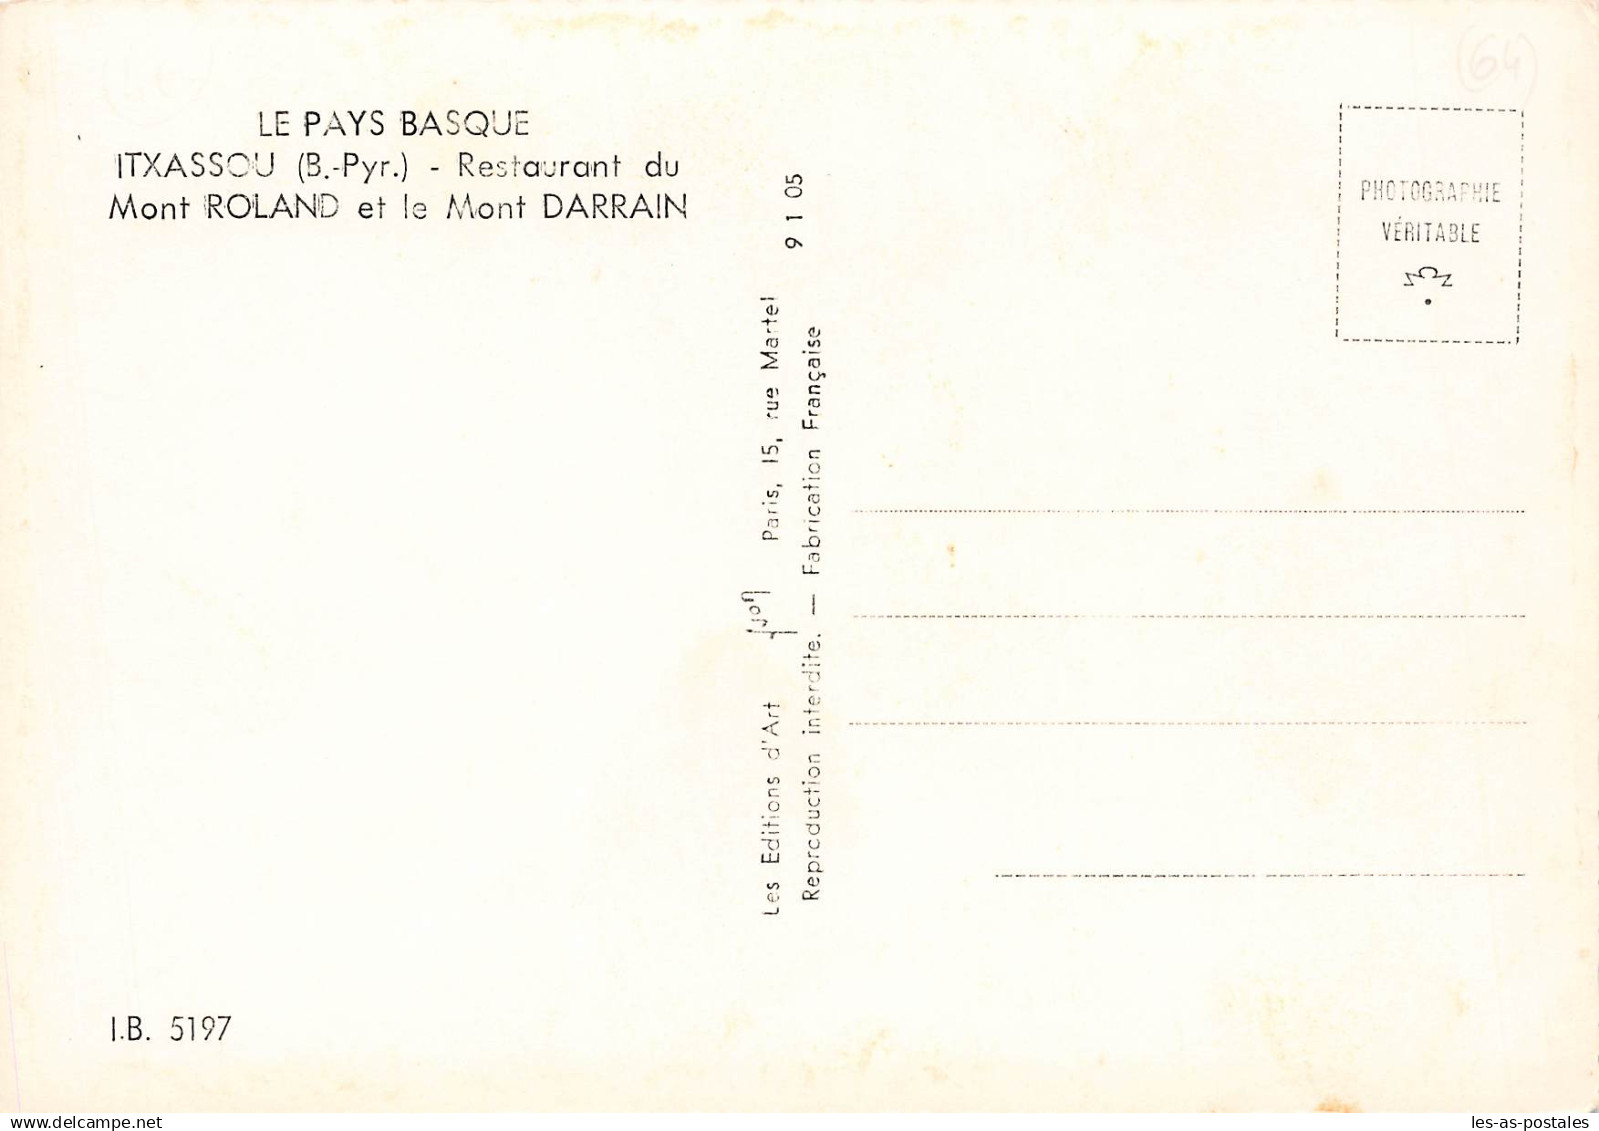 LE PAYS BASQUE
ITXASSOU (B.-Pyr.) - Restaurant du
Mont ROLAND et le Mont DARRAIN
I.B. 5197
Les Editions d'Art yvon Paris, 15, rue Martel
9 1 05
Reproduction interdite. — Fabrication Française
(64)
PHOTOGRAPHIE
VÉRITABLE
delcampe.net
les-as-postales